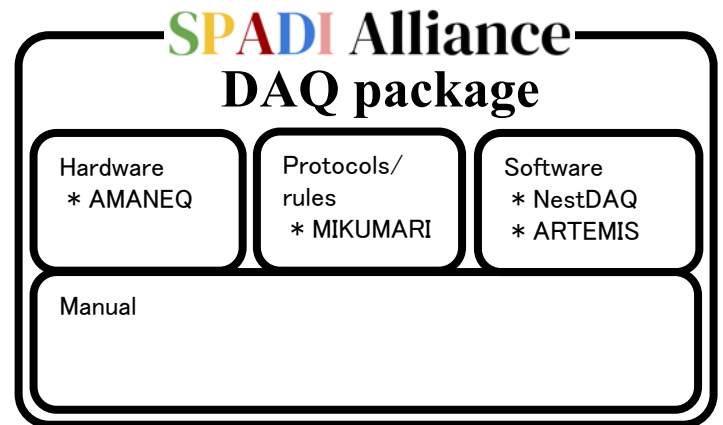 SPADI Alliance
DAQ package
Hardware
* AMANEQ
Protocols/
rules
* MIKUMARI
Software
* NestDAQ
* ARTEMIS
Manual